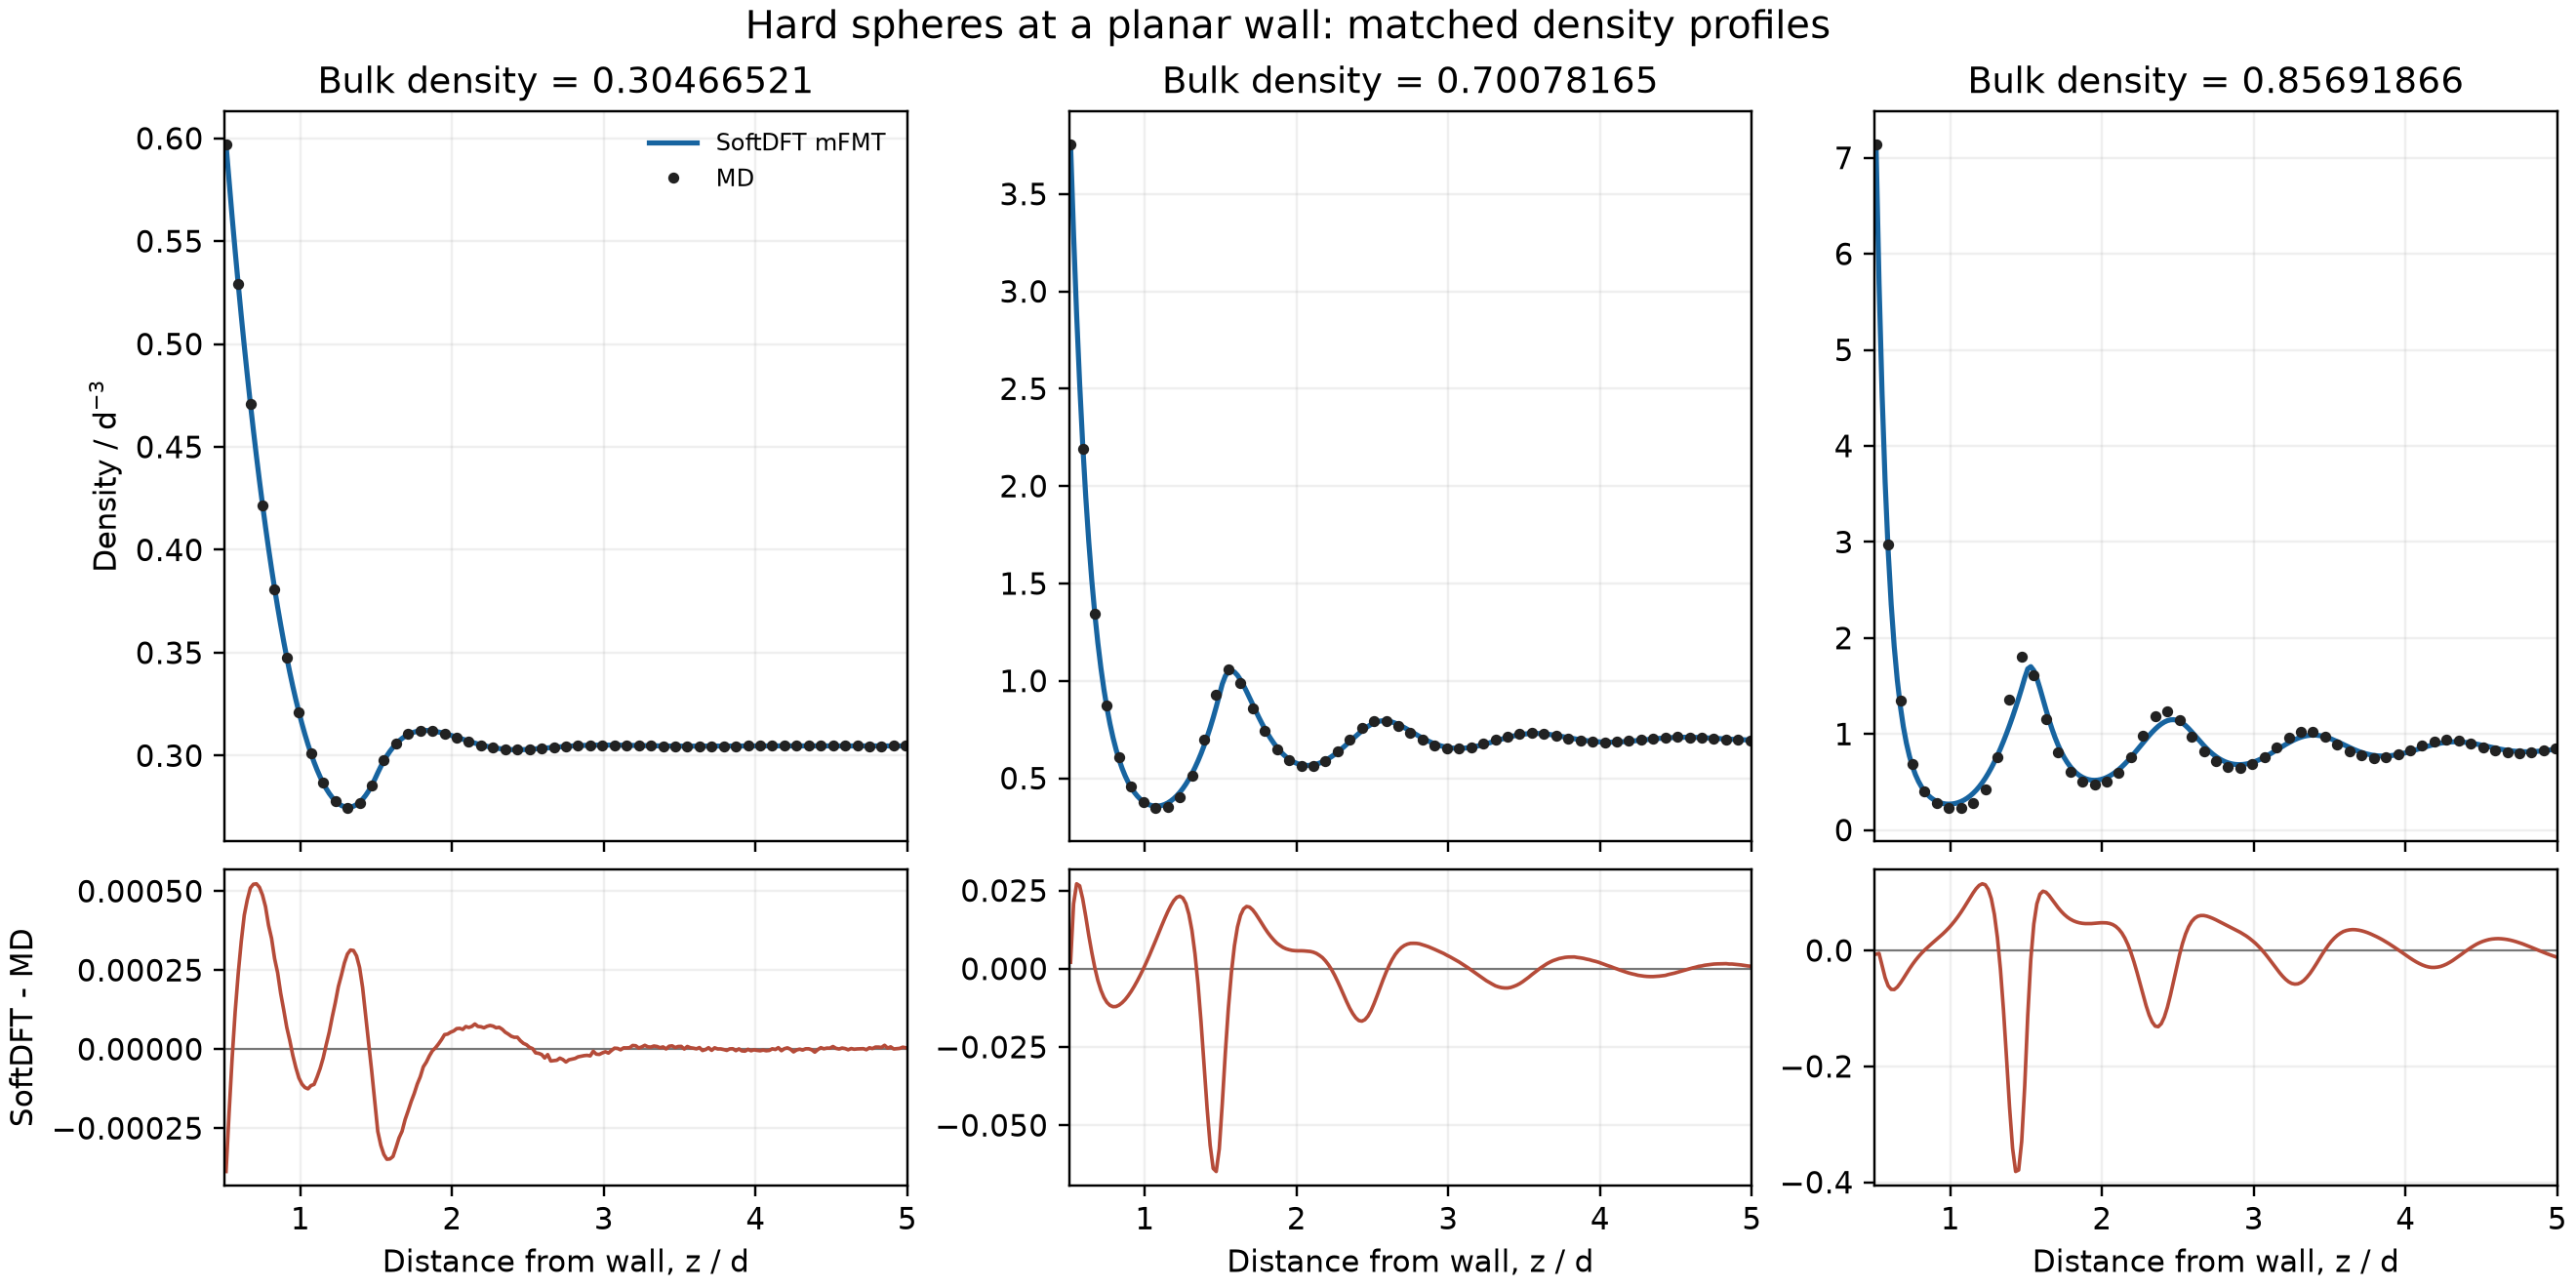 Hard spheres at a planar wall: matched density profiles
Bulk density = 0.30466521
Bulk density = 0.70078165
Bulk density = 0.85691866
SoftDFT mFMT
MD
Density / d⁻³
0.60
0.55
0.50
0.45
0.40
0.35
0.30
3.5
3.0
2.5
2.0
1.5
1.0
0.5
7
6
5
4
3
2
1
0
SoftDFT - MD
0.00050
0.00025
0.00000
−0.00025
0.025
0.000
−0.025
−0.050
0.0
−0.2
−0.4
1 2 3 4 5
1 2 3 4 5
1 2 3 4 5
Distance from wall, z / d
Distance from wall, z / d
Distance from wall, z / d